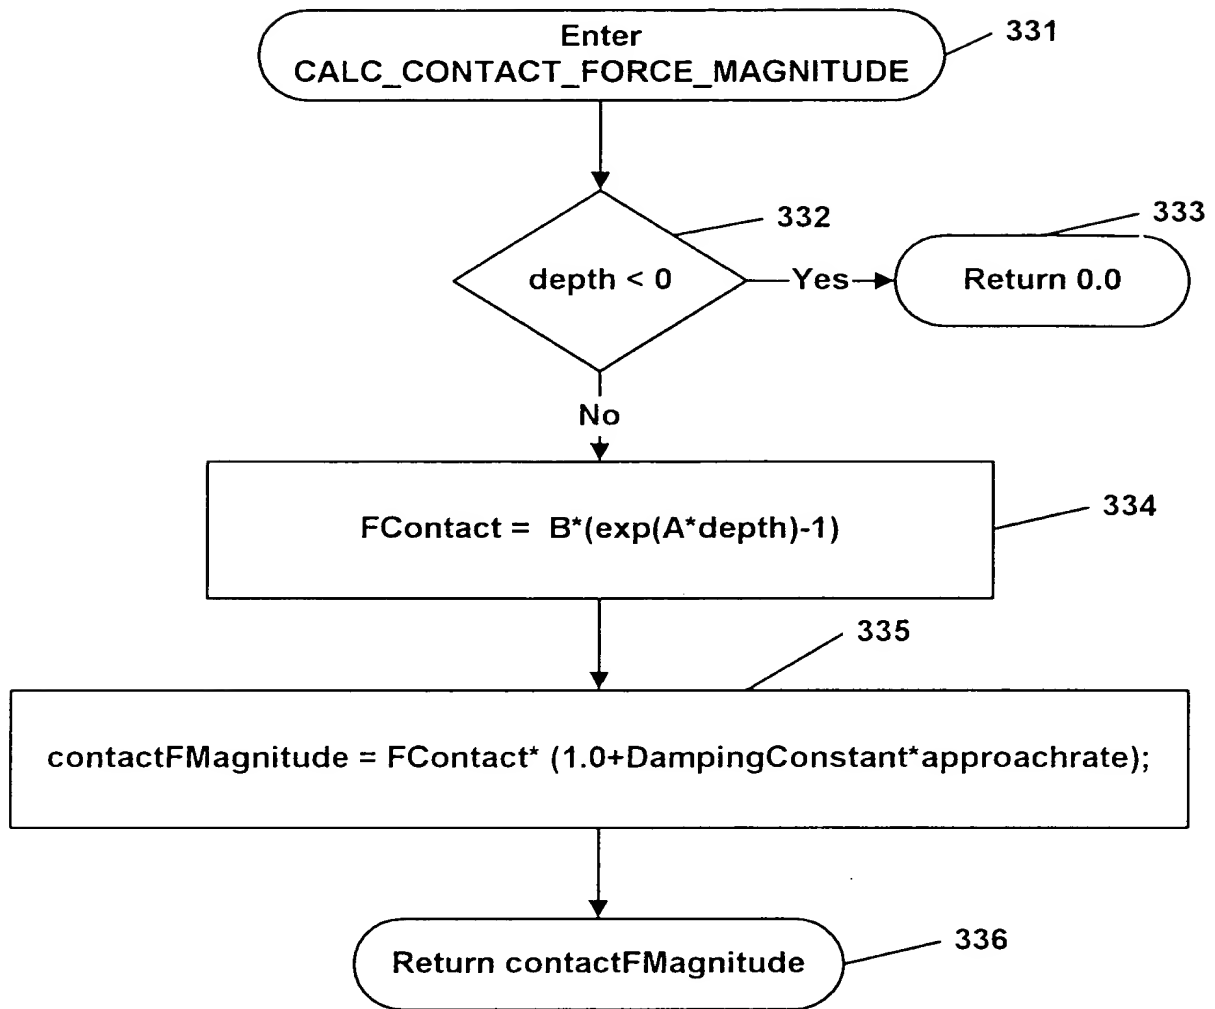 Enter
CALC_CONTACT_FORCE_MAGNITUDE
331
332
333
depth < 0
Yes
Return 0.0
No
FContact = B*(exp(A*depth)-1)
334
335
contactFMagnitude = FContact* (1.0+DampingConstant*approachrate);
Return contactFMagnitude
336